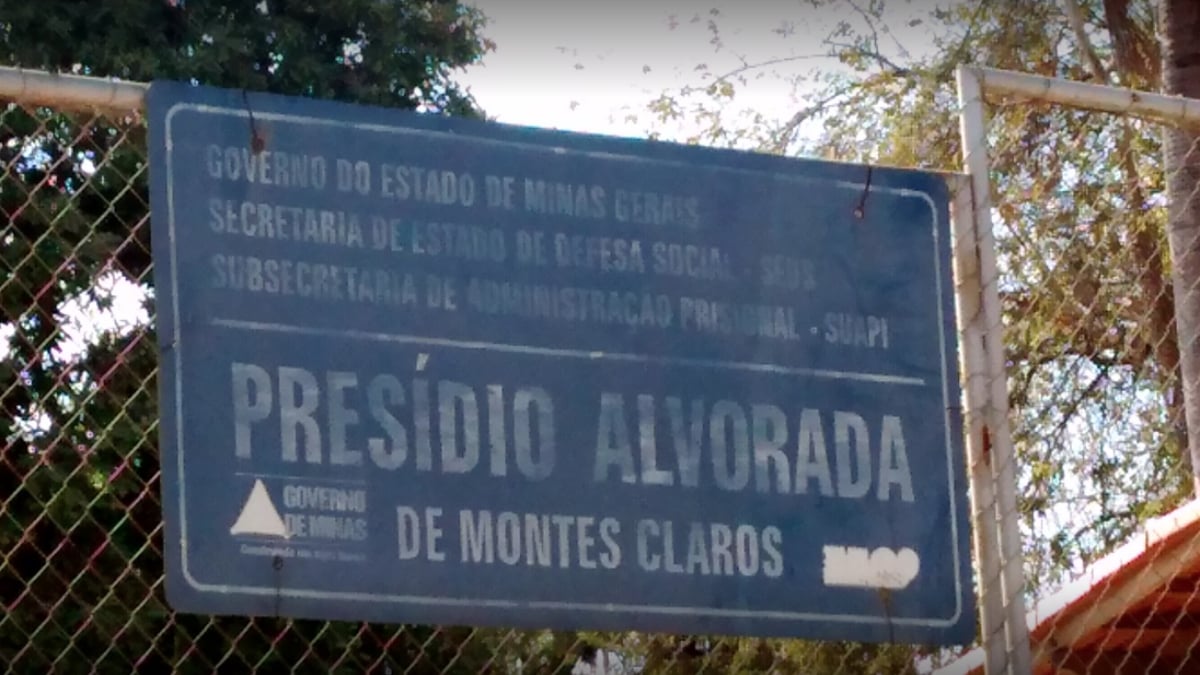 GOVERNO DO ESTADO DE MINAS GERAIS
SECRETARIA DE ESTADO DE DEFESA SOCIAL - SEDS
SUBSECRETARIA DE ADMINISTRAÇÃO PRISIONAL - SUAPI
PRESÍDIO ALVORADA
GOVERNO
DE MINAS
DE MONTES CLAROS